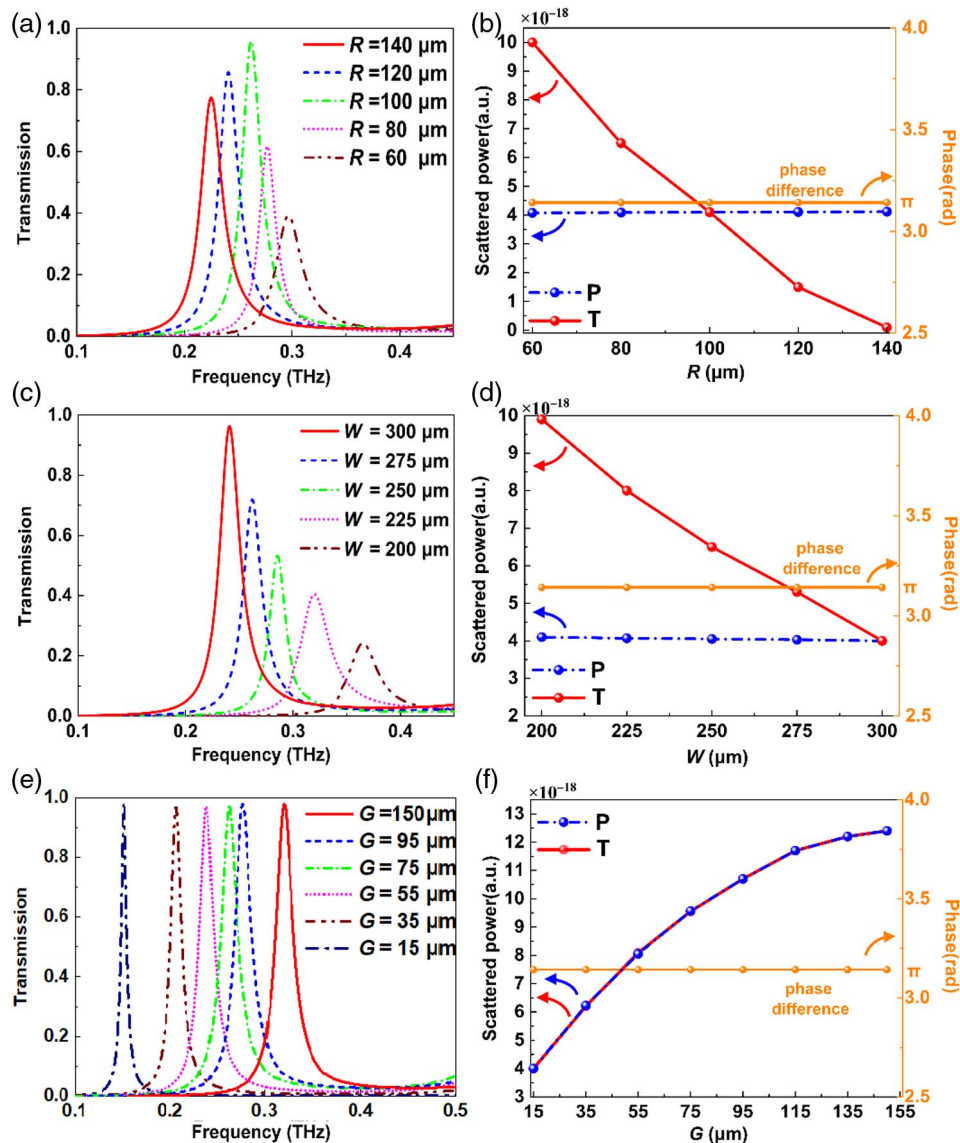 (a)
1.0
0.8
0.6
0.4
0.2
0.0
Transmission
R =140 μm
R =120 μm
R =100 μm
R = 80 μm
R = 60 μm
0.1 0.2 0.3 0.4
Frequency (THz)
(b)
×10⁻¹⁸
10
9
8
7
6
5
4
3
2
1
0
Scattered power(a.u.)
phase
difference
P
T
4.0
3.5
π
3.0
2.5
Phase(rad)
60 80 100 120 140
R (μm)
(c)
1.0
0.8
0.6
0.4
0.2
0.0
Transmission
W = 300 μm
W = 275 μm
W = 250 μm
W = 225 μm
W = 200 μm
0.1 0.2 0.3 0.4
Frequency (THz)
(d)
×10⁻¹⁸
10
9
8
7
6
5
4
3
2
Scattered power(a.u.)
phase
difference
P
T
4.0
3.5
π
3.0
2.5
Phase(rad)
200 225 250 275 300
W (μm)
(e)
1.0
0.8
0.6
0.4
0.2
0.0
Transmission
G =150 μm
G = 95 μm
G = 75 μm
G = 55 μm
G = 35 μm
G = 15 μm
0.1 0.2 0.3 0.4 0.5
Frequency (THz)
(f)
×10⁻¹⁸
13
12
11
10
9
8
7
6
5
4
3
Scattered power(a.u.)
P
T
phase
difference
4.0
3.5
π
3.0
2.5
Phase(rad)
15 35 55 75 95 115 135 155
G (μm)